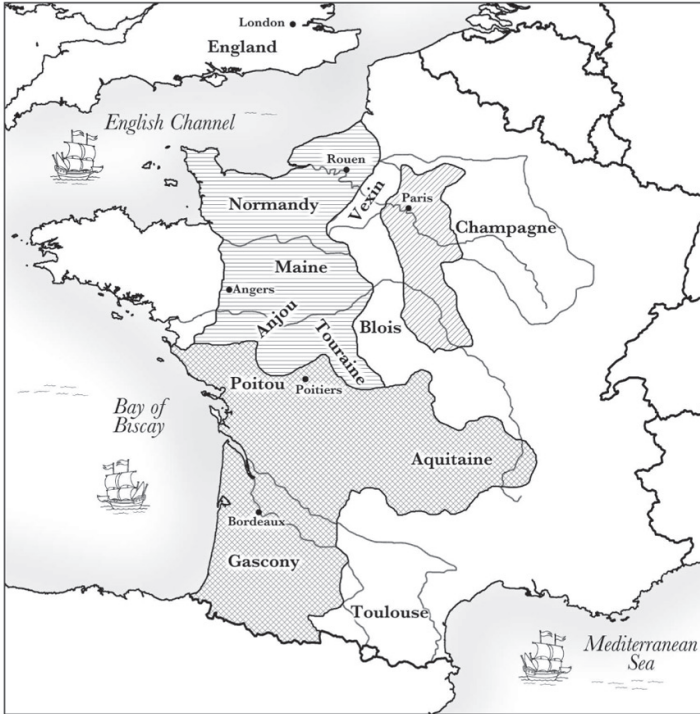 London
England
English Channel
Rouen
Normandy
Vexin
Paris
Champagne
Maine
Angers
Anjou
Touraine
Blois
Poitou
Poitiers
Bay of
Biscay
Aquitaine
Bordeaux
Gascony
Toulouse
Mediterranean
Sea